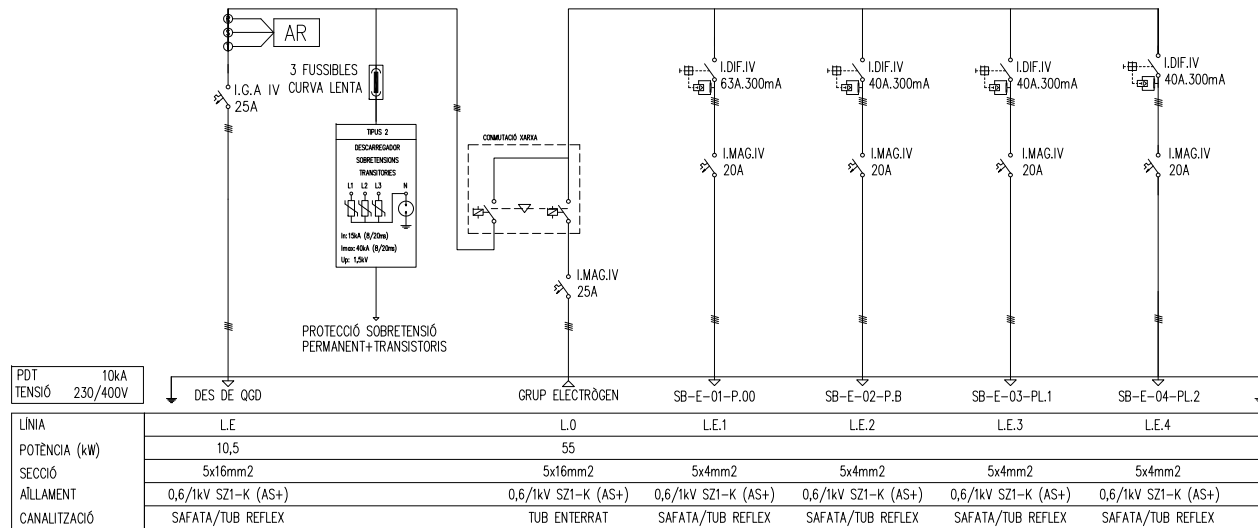 R
S
T
AR
I.G.A IV
25A
3 FUSSIBLES
CURVA LENTA
TIPUS 2
DESCARREGADOR
SOBRETENSIONS
TRANSITORIES
L1 L2 L3 N
In: 15kA (8/20ms)
Imax: 40kA (8/20ms)
Up: 1,5kV
PROTECCIÓ SOBRETENSIÓ
PERMANENT+TRANSISTORIS
CONMUTACIÓ XARXA
I.MAG.IV
25A
I.DIF.IV
63A.300mA
I.MAG.IV
20A
I.DIF.IV
40A.300mA
I.MAG.IV
20A
I.DIF.IV
40A.300mA
I.MAG.IV
20A
I.DIF.IV
40A.300mA
I.MAG.IV
20A
PDT 10kA
TENSIÓ 230/400V
DES DE QGD GRUP ELECTRÒGEN SB-E-01-P.00 SB-E-02-P.B SB-E-03-PL.1 SB-E-04-PL.2
LÍNIA L.E L.0 L.E.1 L.E.2 L.E.3 L.E.4
POTÈNCIA (kW) 10,5 55
SECCIÓ 5x16mm2 5x16mm2 5x4mm2 5x4mm2 5x4mm2 5x4mm2
AÏLLAMENT 0,6/1kV SZ1-K (AS+) 0,6/1kV SZ1-K (AS+) 0,6/1kV SZ1-K (AS+) 0,6/1kV SZ1-K (AS+) 0,6/1kV SZ1-K (AS+) 0,6/1kV SZ1-K (AS+)
CANALITZACIÓ SAFATA/TUB REFLEX TUB ENTERRAT SAFATA/TUB REFLEX SAFATA/TUB REFLEX SAFATA/TUB REFLEX SAFATA/TUB REFLEX